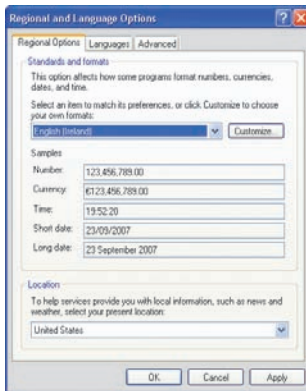 Regional and Language Options
Regional Options Languages Advanced
Standards and formats
This option affects how some programs format numbers, currencies,
dates, and time.
Select an item to match its preferences, or click Customize to choose
your own formats:
English (Ireland) Customize...
Samples
Number: 123,456,789.00
Currency: €123,456,789.00
Time: 19:52:20
Short date: 23/09/2007
Long date: 23 September 2007
Location
To help services provide you with local information, such as news and
weather, select your present location:
United States
OK Cancel Apply